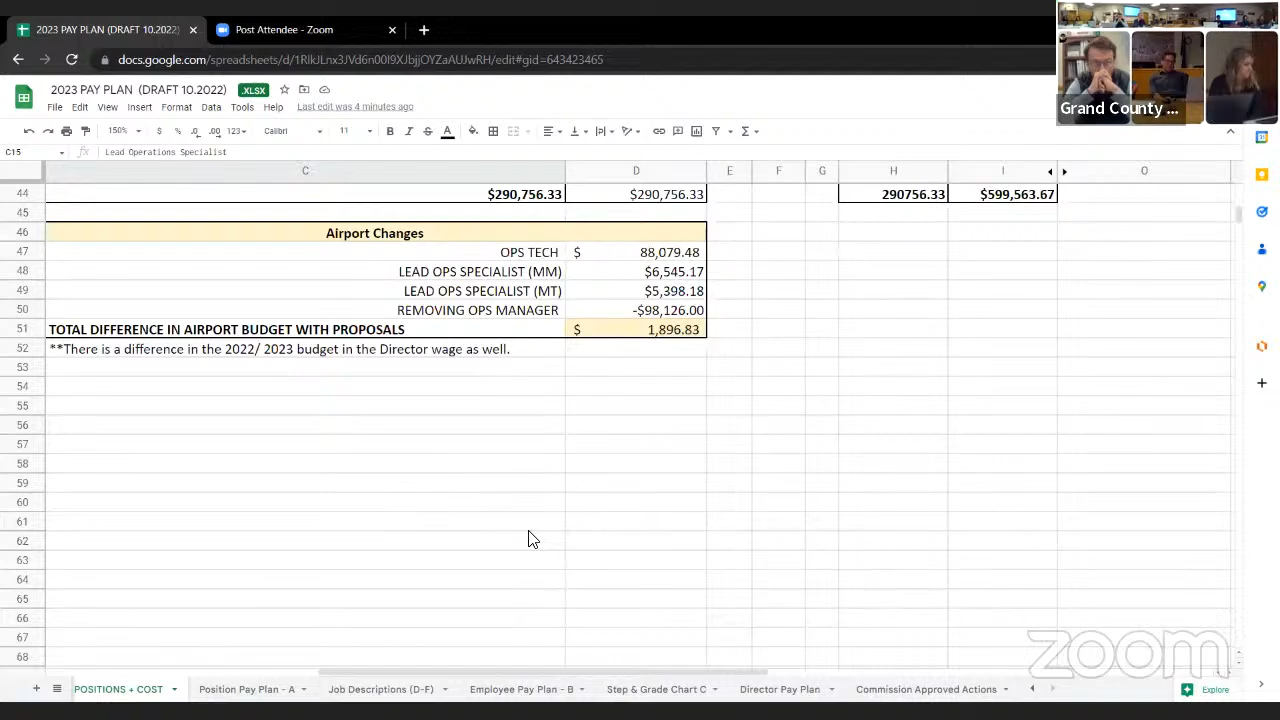 2023 PAY PLAN (DRAFT 10.2022)
Post Attendee - Zoom
docs.google.com/spreadsheets/d/1RlkJLnx3JVd6n00I9XJbjjOYZaAUJwRH/edit#gid=643423465
Grand County ...
2023 PAY PLAN (DRAFT 10.2022) .XLSX
File Edit View Insert Format Data Tools Help Last edit was 4 minutes ago
150% $ % .0 .00 123 Calibri 11 B I S A
C15 fx Lead Operations Specialist
C D E F G H I O
44 $290,756.33 $290,756.33 290756.33 $599,563.67
45
46 Airport Changes
47 OPS TECH $ 88,079.48
48 LEAD OPS SPECIALIST (MM) $6,545.17
49 LEAD OPS SPECIALIST (MT) $5,398.18
50 REMOVING OPS MANAGER -$98,126.00
51 TOTAL DIFFERENCE IN AIRPORT BUDGET WITH PROPOSALS $ 1,896.83
52 **There is a difference in the 2022/ 2023 budget in the Director wage as well.
53
54
55
56
57
58
59
60
61
62
63
64
65
66
67
68
zoom
POSITIONS + COST Position Pay Plan - A Job Descriptions (D-F) Employee Pay Plan - B Step & Grade Chart C Director Pay Plan Commission Approved Actions Explore